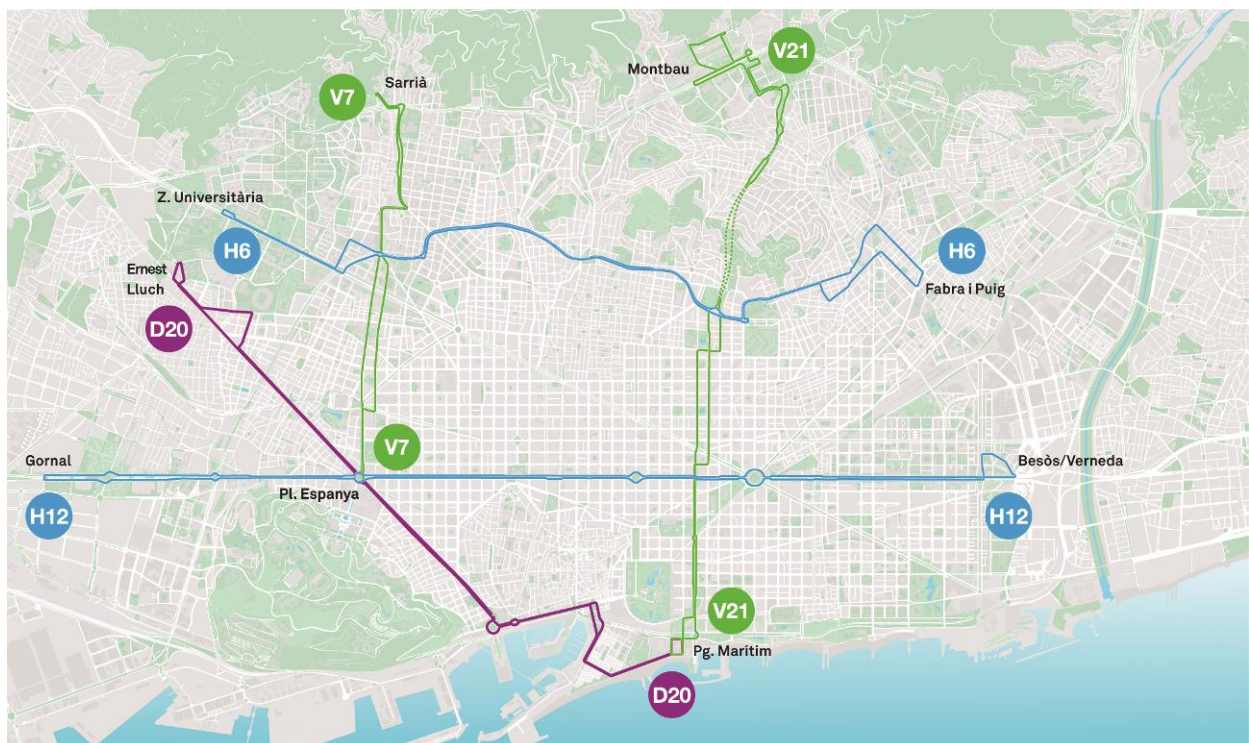 V21
Montbau
Sarrià
V7
Z. Universitària
H6
H6
Ernest
Lluch
Fabra i Puig
D20
V7
Gornal
Besòs/Verneda
Pl. Espanya
H12
H12
V21
Pg. Marítim
D20